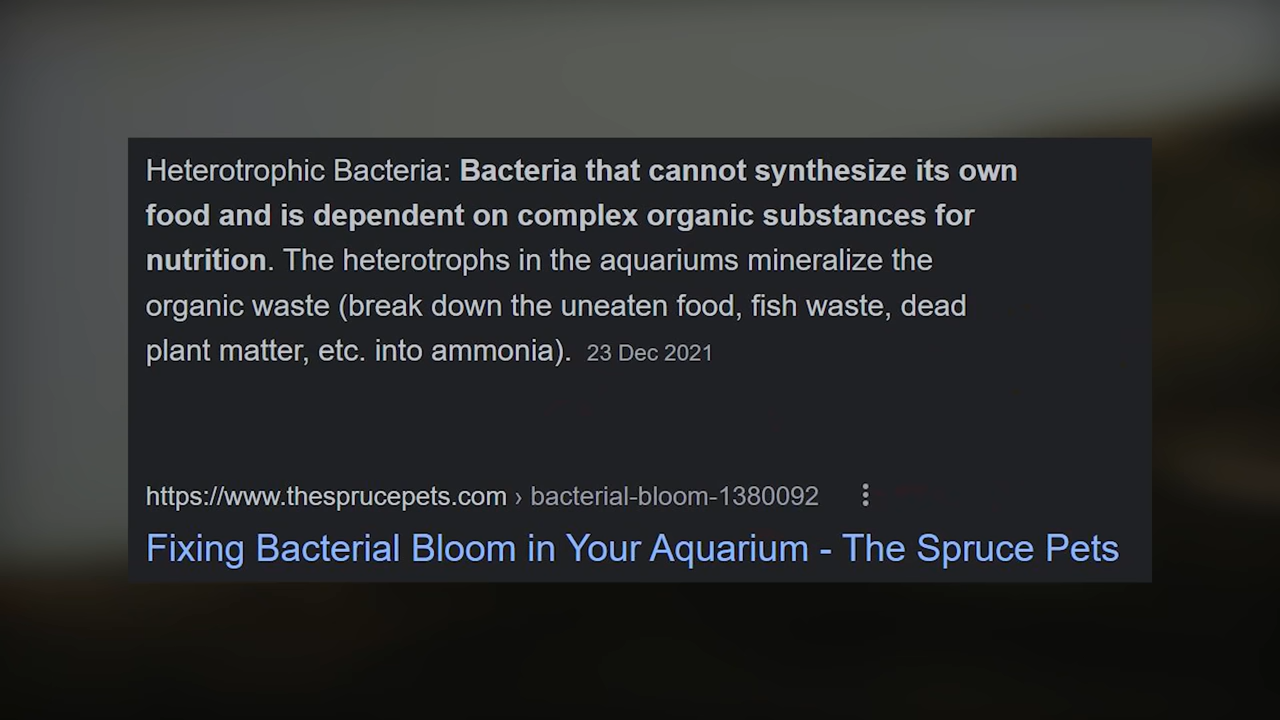 Heterotrophic Bacteria: Bacteria that cannot synthesize its own
food and is dependent on complex organic substances for
nutrition. The heterotrophs in the aquariums mineralize the
organic waste (break down the uneaten food, fish waste, dead
plant matter, etc. into ammonia). 23 Dec 2021
https://www.thesprucepets.com › bacterial-bloom-1380092
Fixing Bacterial Bloom in Your Aquarium - The Spruce Pets